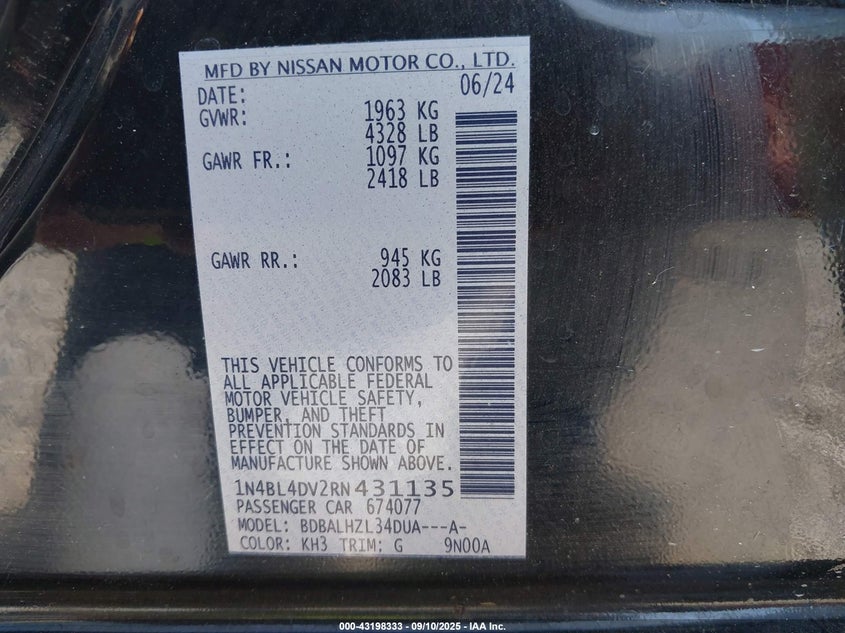 MFD BY NISSAN MOTOR CO., LTD.
DATE: 06/24
GVWR: 1963 KG
4328 LB
GAWR FR.: 1097 KG
2418 LB
GAWR RR.: 945 KG
2083 LB
THIS VEHICLE CONFORMS TO
ALL APPLICABLE FEDERAL
MOTOR VEHICLE SAFETY,
BUMPER, AND THEFT
PREVENTION STANDARDS IN
EFFECT ON THE DATE OF
MANUFACTURE SHOWN ABOVE.
1N4BL4DV2RN431135
PASSENGER CAR 674077
MODEL: BDBALHZL34DUA---A-
COLOR: KH3 TRIM: G 9N00A
000-43198333 - 09/10/2025 - IAA Inc.